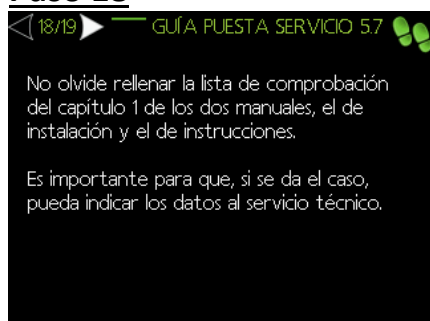 18/19 GUÍA PUESTA SERVICIO 5.7
No olvide rellenar la lista de comprobación
del capítulo 1 de los dos manuales, el de
instalación y el de instrucciones.
Es importante para que, si se da el caso,
pueda indicar los datos al servicio técnico.